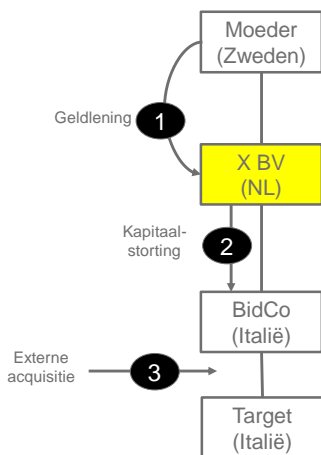 Moeder
(Zweden)
Geldlening
1
X BV
(NL)
Kapitaal-
storting
2
BidCo
(Italië)
Externe
acquisitie
3
Target
(Italië)